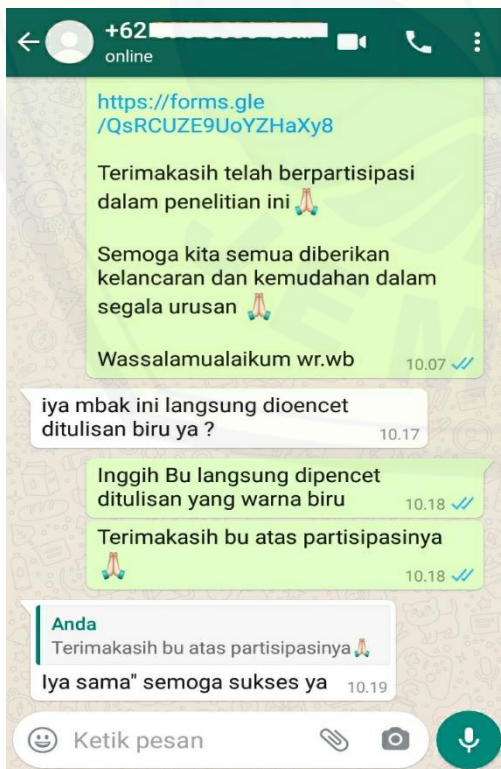 +62
online
https://forms.gle
/QsRCUZE9UoYZHaXy8
Terimakasih telah berpartisipasi
dalam penelitian ini 🙏
Semoga kita semua diberikan
kelancaran dan kemudahan dalam
segala urusan 🙏
Wassalamualaikum wr.wb 10.07
iya mbak ini langsung dioencet
ditulisan biru ya ? 10.17
Inggih Bu langsung dipencet
ditulisan yang warna biru 10.18
Terimakasih bu atas partisipasinya
🙏 10.18
Anda
Terimakasih bu atas partisipasinya🙏
Iya sama" semoga sukses ya 10.19
Ketik pesan